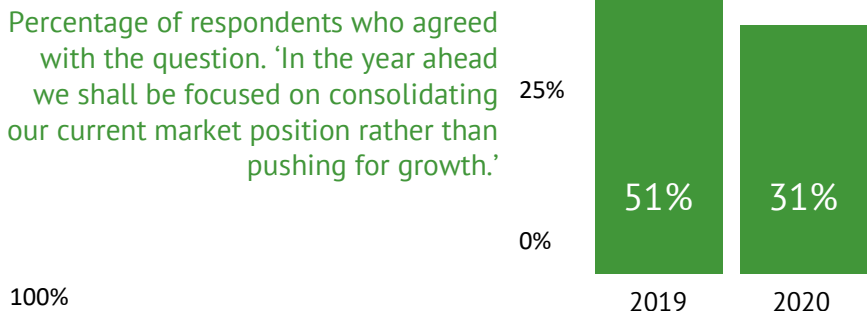 Percentage of respondents who agreed
with the question. ‘In the year ahead
we shall be focused on consolidating
our current market position rather than
pushing for growth.’
25%
51%
31%
0%
100%
2019
2020